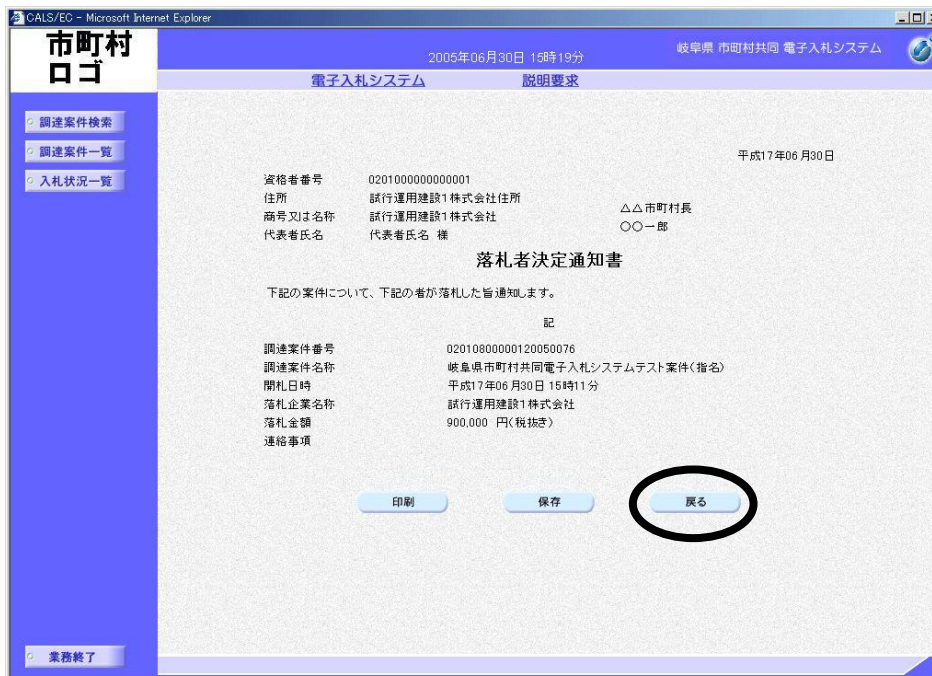 CALS/EC - Microsoft Internet Explorer
市町村
ロゴ
2005年06月30日 15時19分
岐阜県 市町村共同 電子入札システム
電子入札システム 説明要求
調達案件検索
調達案件一覧
入札状況一覧
平成17年06月30日
資格者番号 0201000000000001
住所 試行運用建設1株式会社住所
商号又は名称 試行運用建設1株式会社
代表者氏名 代表者氏名 様
△△市町村長
〇〇一郎
落札者決定通知書
下記の案件について、下記の者が落札した旨通知します。
記
調達案件番号 02010800000120050076
調達案件名称 岐阜県市町村共同電子入札システムテスト案件(指名)
開札日時 平成17年06月30日 15時11分
落札企業名称 試行運用建設1株式会社
落札金額 900,000 円(税抜き)
連絡事項
印刷 保存 戻る
業務終了